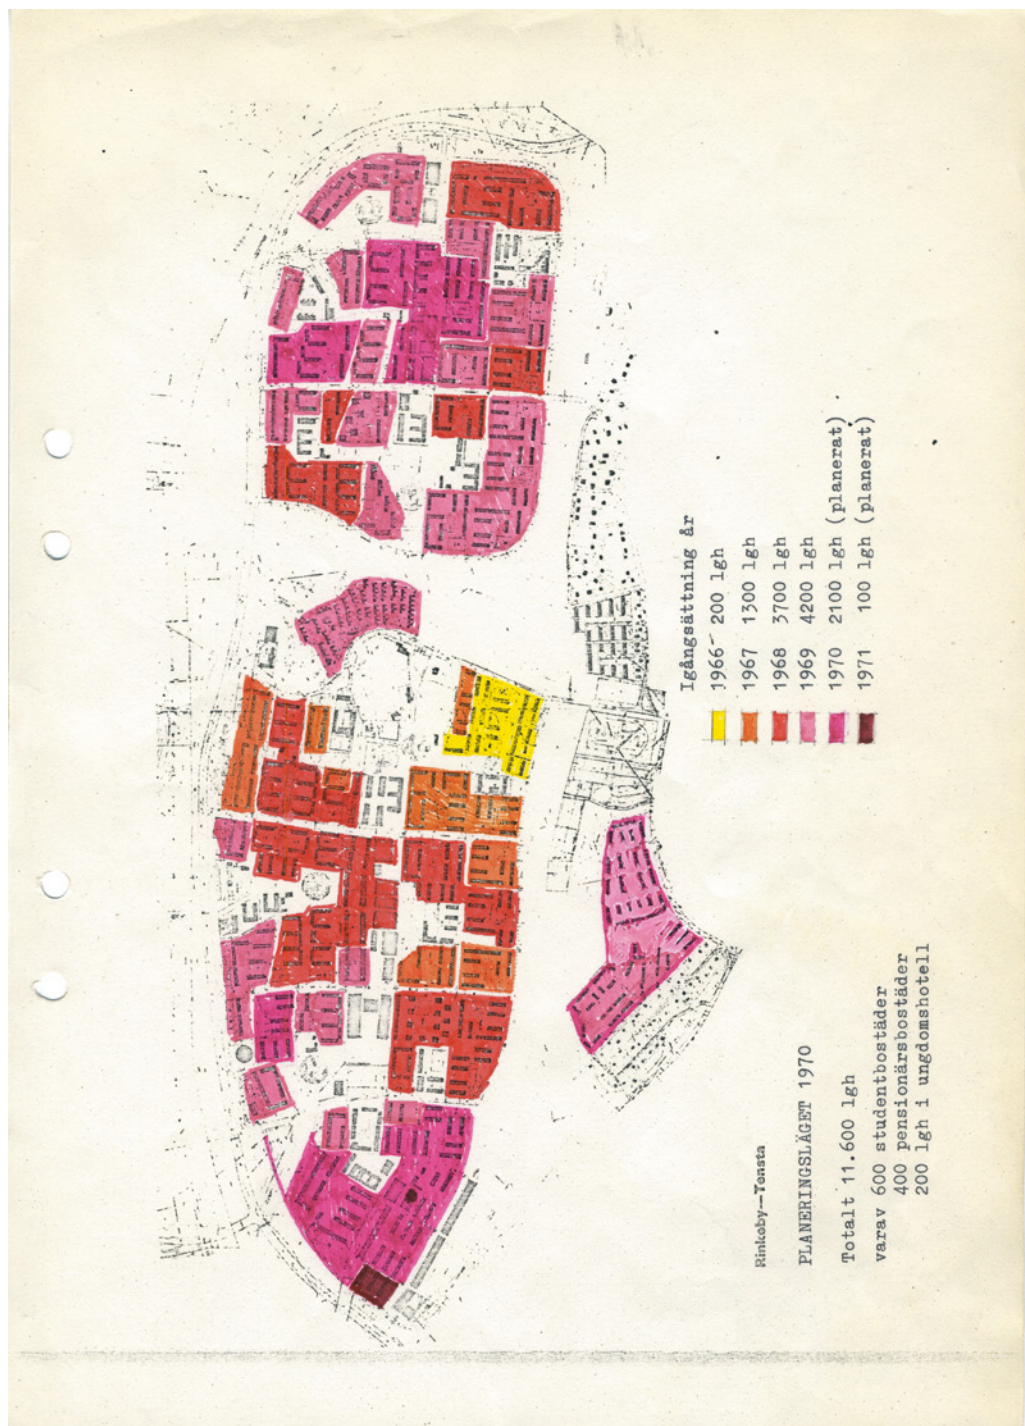 Rinkeby—Tensta
PLANERINGSLÄGET 1970
Totalt 11.600 lgh
varav 600 studentbostäder
400 pensionärsbostäder
200 lgh i ungdomshotell
Igångsättning år
1966 200 lgh
1967 1300 lgh
1968 3700 lgh
1969 4200 lgh
1970 2100 lgh (planerat)
1971 100 lgh (planerat)